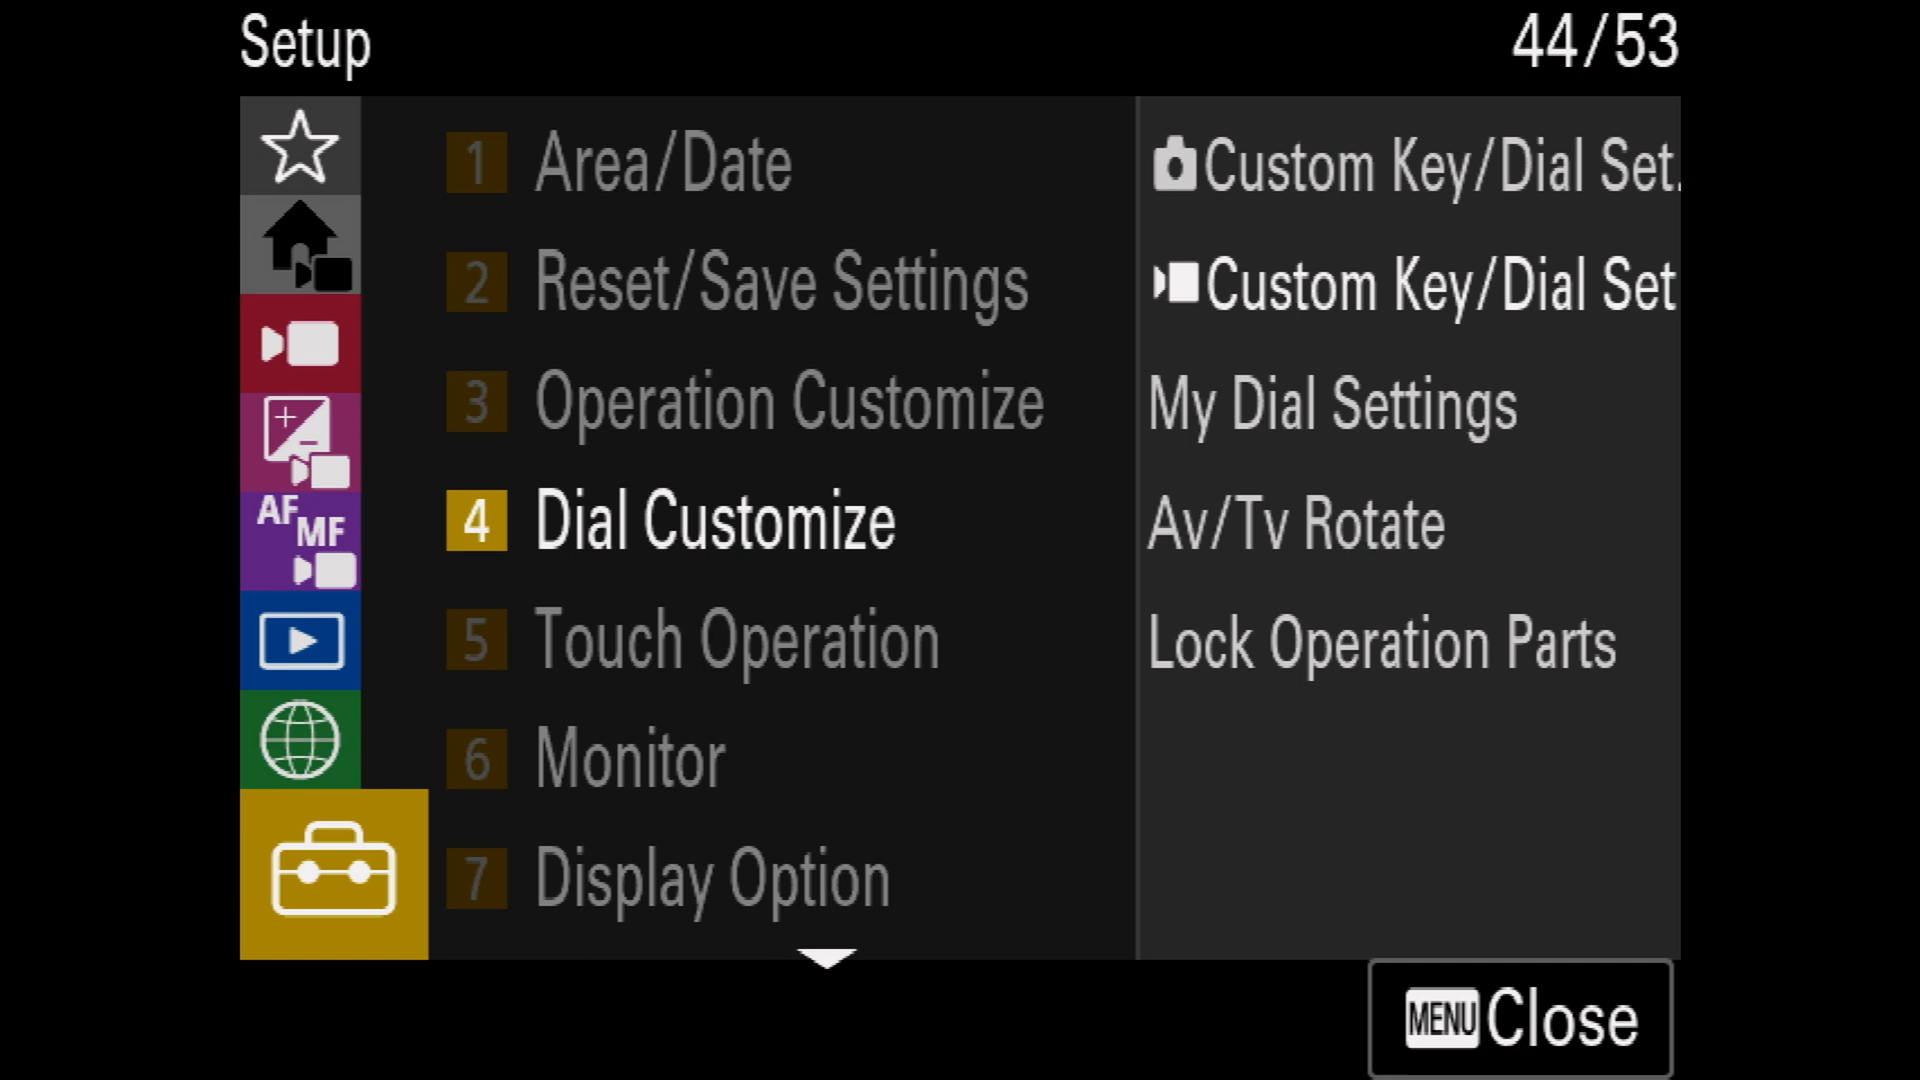 Setup 44/53
1 Area/Date
2 Reset/Save Settings
3 Operation Customize
4 Dial Customize
5 Touch Operation
6 Monitor
7 Display Option
Custom Key/Dial Set.
Custom Key/Dial Set
My Dial Settings
Av/Tv Rotate
Lock Operation Parts
AF
MF
MENU Close